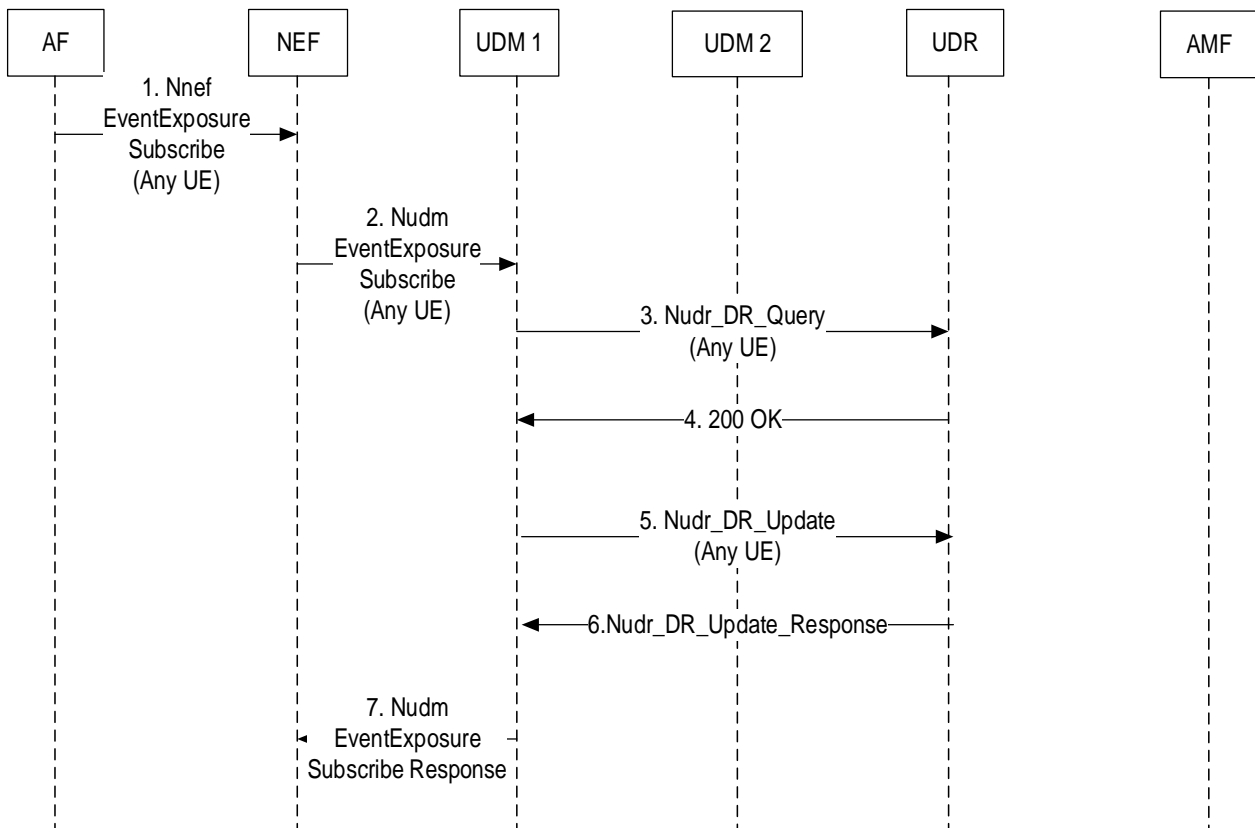 AF
NEF
UDM 1
UDM 2
UDR
AMF
1. Nnef
EventExposure
Subscribe
(Any UE)
2. Nudm
EventExposure
Subscribe
(Any UE)
3. Nudr_DR_Query
(Any UE)
4. 200 OK
5. Nudr_DR_Update
(Any UE)
6.Nudr_DR_Update_Response
7. Nudm
EventExposure
Subscribe Response